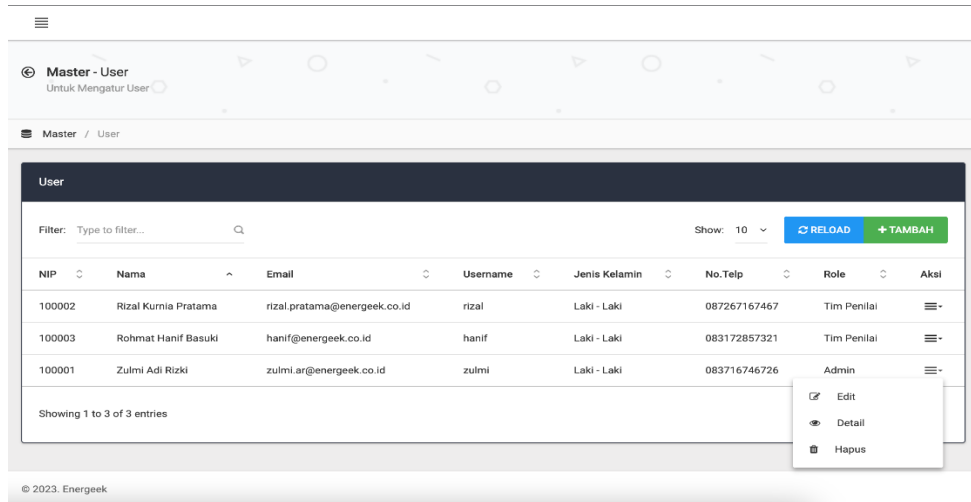 Master - User
Untuk Mengatur User
Master / User
User
Filter: Type to filter... Show: 10 RELOAD + TAMBAH
NIP Nama Email Username Jenis Kelamin No.Telp Role Aksi
100002 Rizal Kurnia Pratama rizal.pratama@energeek.co.id rizal Laki - Laki 087267167467 Tim Penilai
100003 Rohmat Hanif Basuki hanif@energeek.co.id hanif Laki - Laki 083172857321 Tim Penilai
100001 Zulmi Adi Rizki zulmi.ar@energeek.co.id zulmi Laki - Laki 083716746726 Admin
Edit
Showing 1 to 3 of 3 entries
Detail
Hapus
© 2023. Energeek